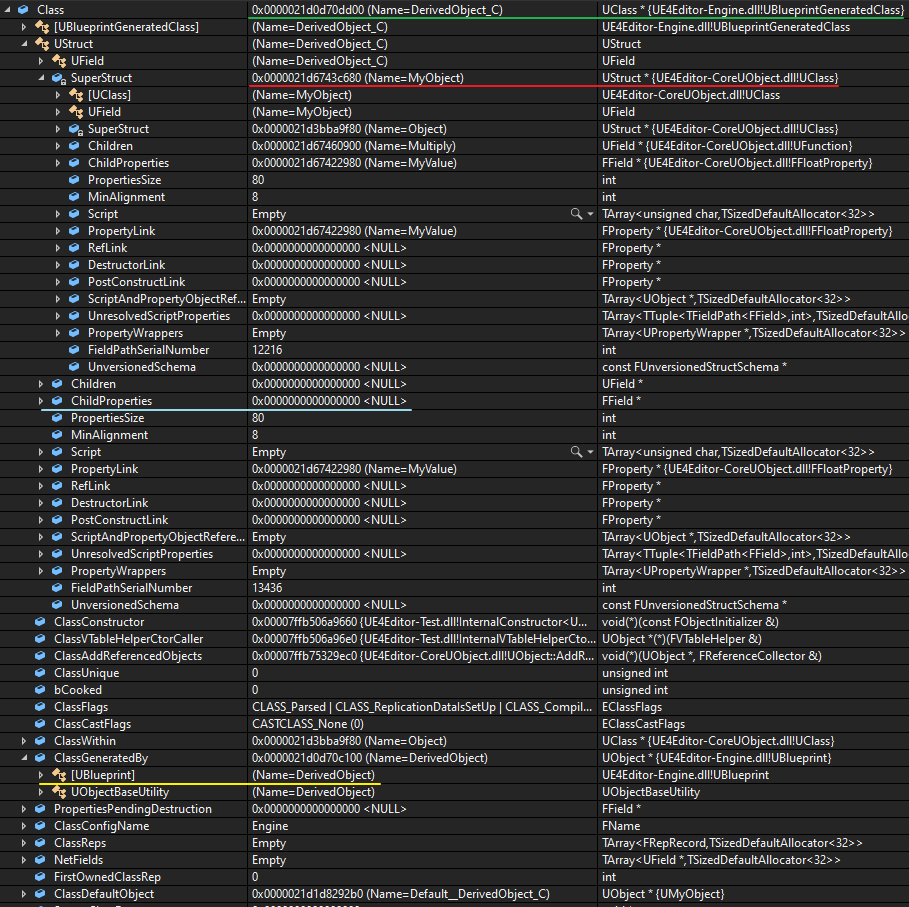 Class 0x0000021d0d70dd00 (Name=DerivedObject_C) UClass * {UE4Editor-Engine.dll!UBlueprintGeneratedClass}
[UBlueprintGeneratedClass] (Name=DerivedObject_C) UE4Editor-Engine.dll!UBlueprintGeneratedClass
UStruct (Name=DerivedObject_C) UStruct
UField (Name=DerivedObject_C) UField
SuperStruct 0x0000021d6743c680 (Name=MyObject) UStruct * {UE4Editor-CoreUObject.dll!UClass}
[UClass] (Name=MyObject) UE4Editor-CoreUObject.dll!UClass
UField (Name=MyObject) UField
SuperStruct 0x0000021d3bba9f80 (Name=Object) UStruct * {UE4Editor-CoreUObject.dll!UClass}
Children 0x0000021d67460900 (Name=Multiply) UField * {UE4Editor-CoreUObject.dll!UFunction}
ChildProperties 0x0000021d67422980 (Name=MyValue) FField * {UE4Editor-CoreUObject.dll!FFloatProperty}
PropertiesSize 80 int
MinAlignment 8 int
Script Empty TArray<unsigned char,TSizedDefaultAllocator<32>>
PropertyLink 0x0000021d67422980 (Name=MyValue) FProperty * {UE4Editor-CoreUObject.dll!FFloatProperty}
RefLink 0x0000000000000000 <NULL> FProperty *
DestructorLink 0x0000000000000000 <NULL> FProperty *
PostConstructLink 0x0000000000000000 <NULL> FProperty *
ScriptAndPropertyObjectRef... Empty TArray<UObject *,TSizedDefaultAllocator<32>>
UnresolvedScriptProperties 0x0000000000000000 <NULL> TArray<TTuple<TFieldPath<FField>,int>,TSizedDefaultAllo
PropertyWrappers Empty TArray<UPropertyWrapper *,TSizedDefaultAllocator<32>>
FieldPathSerialNumber 12216 int
UnversionedSchema 0x0000000000000000 <NULL> const FUnversionedStructSchema *
Children 0x0000000000000000 <NULL> UField *
ChildProperties 0x0000000000000000 <NULL> FField *
PropertiesSize 80 int
MinAlignment 8 int
Script Empty TArray<unsigned char,TSizedDefaultAllocator<32>>
PropertyLink 0x0000021d67422980 (Name=MyValue) FProperty * {UE4Editor-CoreUObject.dll!FFloatProperty}
RefLink 0x0000000000000000 <NULL> FProperty *
DestructorLink 0x0000000000000000 <NULL> FProperty *
PostConstructLink 0x0000000000000000 <NULL> FProperty *
ScriptAndPropertyObjectRefere... Empty TArray<UObject *,TSizedDefaultAllocator<32>>
UnresolvedScriptProperties 0x0000000000000000 <NULL> TArray<TTuple<TFieldPath<FField>,int>,TSizedDefaultAllo
PropertyWrappers Empty TArray<UPropertyWrapper *,TSizedDefaultAllocator<32>>
FieldPathSerialNumber 13436 int
UnversionedSchema 0x0000000000000000 <NULL> const FUnversionedStructSchema *
ClassConstructor 0x00007ffb506a9660 {UE4Editor-Test.dll!InternalConstructor<U... void(*)(const FObjectInitializer &)
ClassVTableHelperCtorCaller 0x00007ffb506a96e0 {UE4Editor-Test.dll!InternalVTableHelperCto... UObject *(*)(FVTableHelper &)
ClassAddReferencedObjects 0x00007ffb75329ec0 {UE4Editor-CoreUObject.dll!UObject::AddR... void(*)(UObject *, FReferenceCollector &)
ClassUnique 0 unsigned int
bCooked 0 unsigned int
ClassFlags CLASS_Parsed | CLASS_ReplicationDataIsSetUp | CLASS_Compil... EClassFlags
ClassCastFlags CASTCLASS_None (0) EClassCastFlags
ClassWithin 0x0000021d3bba9f80 (Name=Object) UClass * {UE4Editor-CoreUObject.dll!UClass}
ClassGeneratedBy 0x0000021d0d70c100 (Name=DerivedObject) UObject * {UE4Editor-Engine.dll!UBlueprint}
[UBlueprint] (Name=DerivedObject) UE4Editor-Engine.dll!UBlueprint
UObjectBaseUtility (Name=DerivedObject) UObjectBaseUtility
PropertiesPendingDestruction 0x0000000000000000 <NULL> FField *
ClassConfigName Engine FName
ClassReps Empty TArray<FRepRecord,TSizedDefaultAllocator<32>>
NetFields Empty TArray<UField *,TSizedDefaultAllocator<32>>
FirstOwnedClassRep 0 int
ClassDefaultObject 0x0000021d1d8292b0 (Name=Default__DerivedObject_C) UObject * {UMyObject}